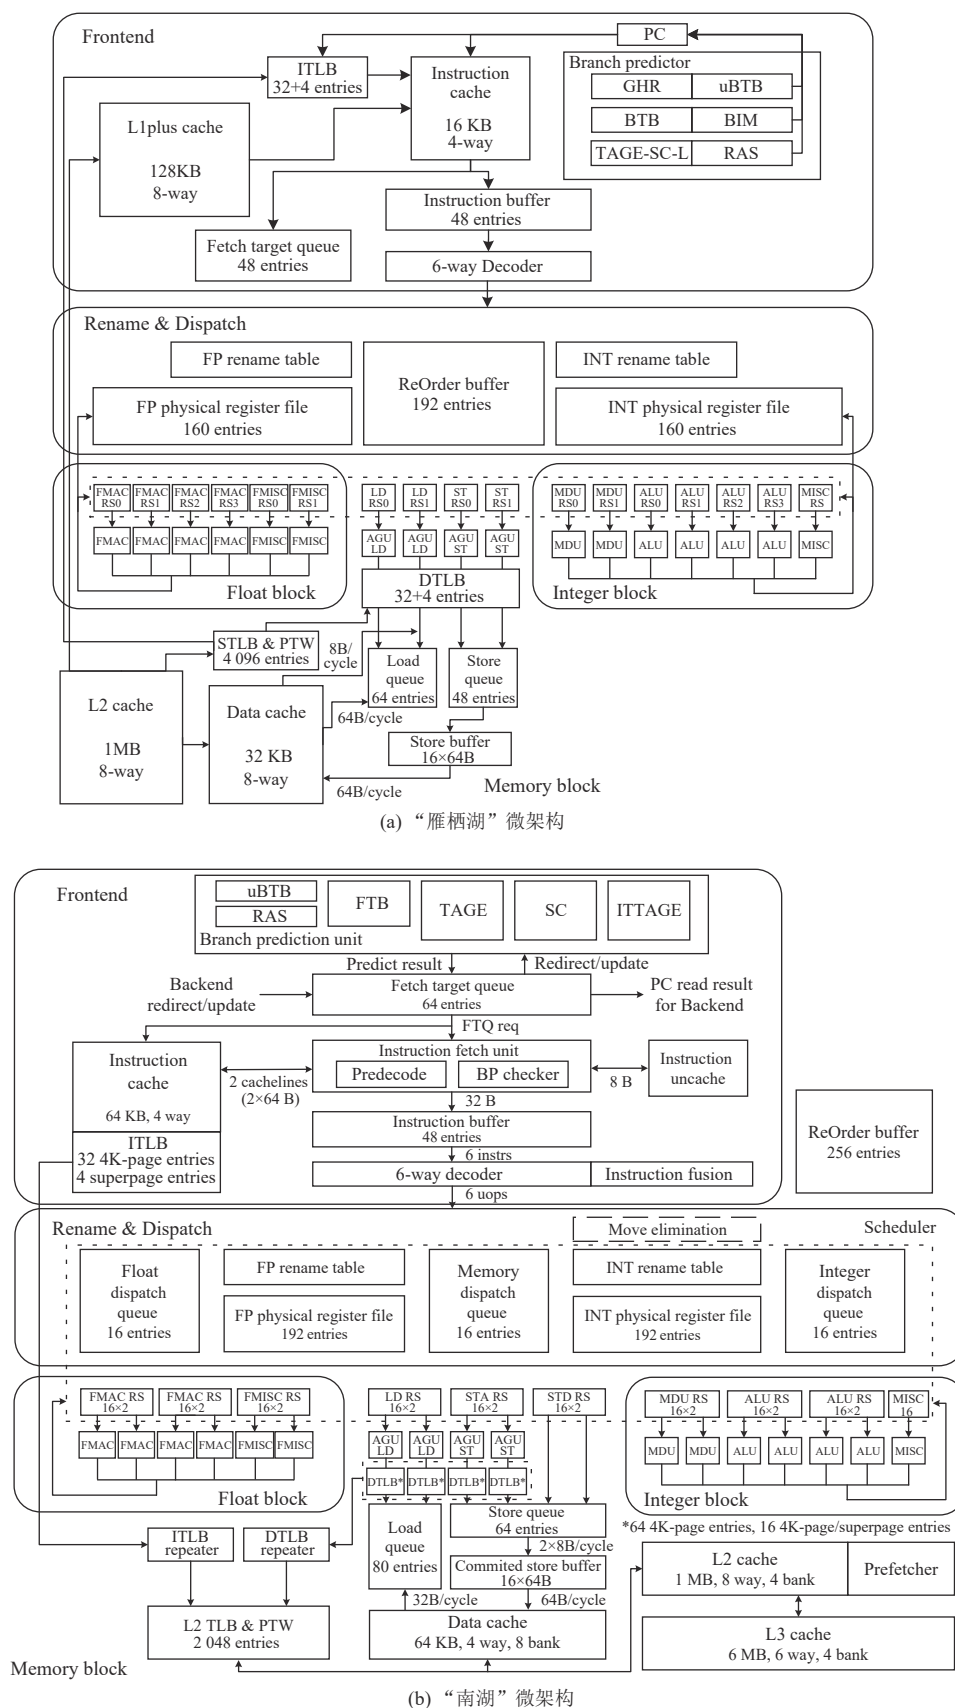 Frontend
PC
ITLB
32+4 entries
Instruction
cache
16 KB
4-way
Branch predictor
GHR
uBTB
BTB
BIM
TAGE-SC-L
RAS
L1plus cache
128KB
8-way
Instruction buffer
48 entries
Fetch target queue
48 entries
6-way Decoder
Rename & Dispatch
FP rename table
ReOrder buffer
192 entries
INT rename table
FP physical register file
160 entries
INT physical register file
160 entries
FMAC RS0
FMAC RS1
FMAC RS2
FMAC RS3
FMISC RS0
FMISC RS1
LD RS0
LD RS1
ST RS0
ST RS1
MDU RS0
MDU RS1
ALU RS0
ALU RS1
ALU RS2
ALU RS3
MISC RS
FMAC
FMAC
FMAC
FMAC
FMISC
FMISC
AGU LD
AGU LD
AGU ST
AGU ST
MDU
MDU
ALU
ALU
ALU
ALU
MISC
Float block
DTLB
32+4 entries
Integer block
STLB & PTW
4 096 entries
8B/
cycle
Load
queue
64 entries
Store
queue
48 entries
L2 cache
1MB
8-way
Data cache
32 KB
8-way
64B/cycle
Store buffer
16×64B
64B/cycle
Memory block
(a) “雁栖湖”微架构
Frontend
uBTB
RAS
FTB
TAGE
SC
ITTAGE
Branch prediction unit
Predict result
Redirect/update
Backend
redirect/update
Fetch target queue
64 entries
PC read result
for Backend
FTQ req
Instruction
cache
64 KB, 4 way
2 cachelines
(2×64 B)
Instruction fetch unit
Predecode
BP checker
8 B
Instruction
uncache
32 B
ITLB
32 4K-page entries
4 superpage entries
Instruction buffer
48 entries
6 instrs
6-way decoder
Instruction fusion
6 uops
ReOrder buffer
256 entries
Rename & Dispatch
Move elimination
Scheduler
Float
dispatch
queue
16 entries
FP rename table
FP physical register file
192 entries
Memory
dispatch
queue
16 entries
INT rename table
INT physical register file
192 entries
Integer
dispatch
queue
16 entries
FMAC RS
16×2
FMAC RS
16×2
FMISC RS
16×2
LD RS
16×2
STA RS
16×2
STD RS
16×2
MDU RS
16×2
ALU RS
16×2
ALU RS
16×2
MISC
16
FMAC
FMAC
FMAC
FMAC
FMISC
FMISC
AGU LD
AGU LD
AGU ST
AGU ST
MDU
MDU
ALU
ALU
ALU
ALU
MISC
DTLB*
DTLB*
DTLB*
DTLB*
Float block
Integer block
*64 4K-page entries, 16 4K-page/superpage entries
ITLB
repeater
DTLB
repeater
Load
queue
80 entries
Store queue
64 entries
2×8B/cycle
Commited store buffer
16×64B
32B/cycle
64B/cycle
L2 cache
1 MB, 8 way, 4 bank
Prefetcher
L2 TLB & PTW
2 048 entries
Data cache
64 KB, 4 way, 8 bank
L3 cache
6 MB, 6 way, 4 bank
Memory block
(b) “南湖”微架构